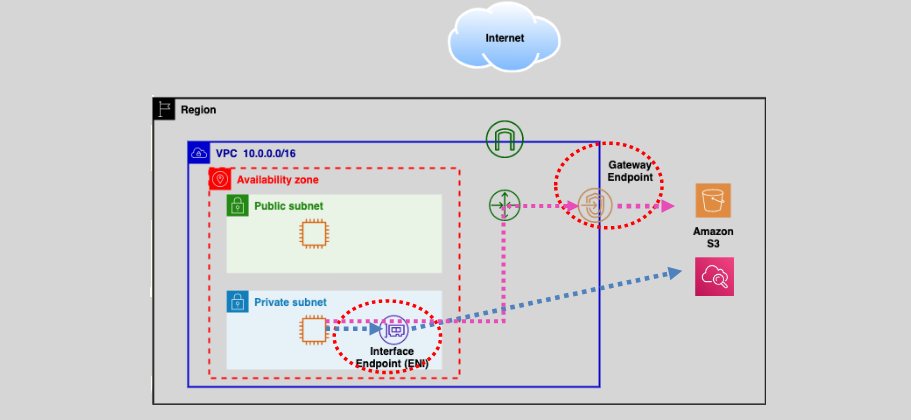 Internet
Region
VPC 10.0.0.0/16
Availability zone
Public subnet
Gateway
Endpoint
Amazon
S3
Private subnet
Interface
Endpoint (ENI)